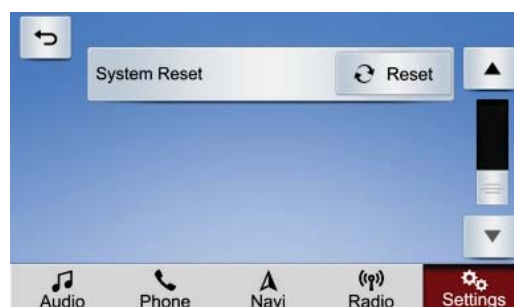 System Reset
Reset
Audio
Phone
Navi
Radio
Settings